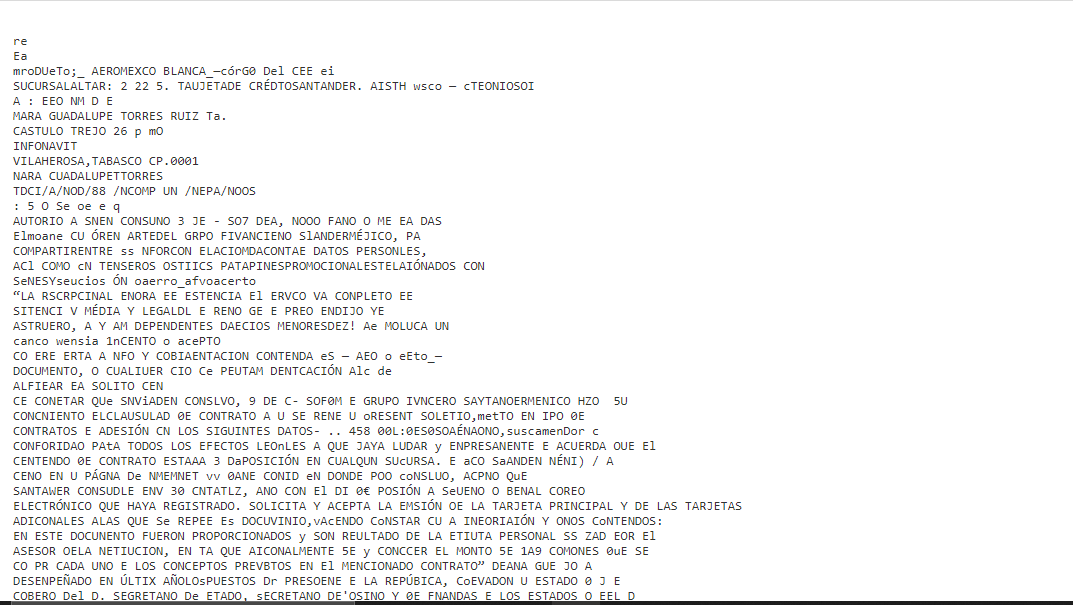 re
Ea
mroDUeTo;_ AEROMEXCO BLANCA_—córG0 Del CEE ei
SUCURSALALTAR: 2 22 5. TAUJETADE CRÉDTOSANTANDER. AISTH wsco — cTEONIOSOI
A : EEO NM D E
MARA GUADALUPE TORRES RUIZ Ta.
CASTULO TREJO 26 p mO
INFONAVIT
VILAHEROSA,TABASCO CP.0001
NARA CUADALUPETTORRES
TDCI/A/NOD/88 /NCOMP UN /NEPA/NOOS
: 5 O Se oe e q
AUTORIO A SNEN CONSUNO 3 JE - SO7 DEA, NOOO FANO O ME EA DAS
Elmoane CU ÓREN ARTEDEL GRPO FIVANCIENO SlANDERMÉJICO, PA
COMPARTIRENTRE ss NFORCON ELACIOMDACONTAE DATOS PERSONLES,
ACl COMO cN TENSEROS OSTIICS PATAPINESPROMOCIONALESTELAIÓNADOS CON
SeNESYseucios ÓN oaerro_afvoacerto
“LA RSCRPCINAL ENORA EE ESTENCIA El ERVCO VA CONPLETO EE
SITENCI V MÉDIA Y LEGALDL E RENO GE E PREO ENDIJO YE
ASTRUERO, A Y AM DEPENDENTES DAECIOS MENORESDEZ! Ae MOLUCA UN
canco wensia 1nCENTO o acePTO
CO ERE ERTA A NFO Y COBIAENTACION CONTENDA eS — AEO o eEto_—
DOCUMENTO, O CUALIUER CIO Ce PEUTAM DENTCACIÓN Alc de
ALFIEAR EA SOLITO CEN
CE CONETAR QUe SNViADEN CONSLVO, 9 DE C- SOF0M E GRUPO IVNCERO SAYTANOERMENICO HZO  5U
CONCNIENTO ELCLAUSULAD 0E CONTRATO A U SE RENE U oRESENT SOLETIO,metTO EN IPO 0E
CONTRATOS E ADESIÓN CN LOS SIGUINTES DATOS- .. 458 00L:0ES0SOAÉNAONO,suscamenDor c
CONFORIDAO PAtA TODOS LOS EFECTOS LEOnLES A QUE JAYA LUDAR y ENPRESANENTE E ACUERDA OUE El
CENTENDO 0E CONTRATO ESTAAA 3 DaPOSICIÓN EN CUALQUN SUcURSA. E aCO SaANDEN NÉNI) / A
CENO EN U PÁGNA De NMEMNET vv 0ANE CONID eN DONDE POO coNSLUO, ACPNO QuE
SANTAWER CONSUDLE ENV 30 CNTATLZ, ANO CON El DI 0€ POSIÓN A SeUENO O BENAL COREO
ELECTRÓNICO QUE HAYA REGISTRADO. SOLICITA Y ACEPTA LA EMSIÓN OE LA TARJETA PRINCIPAL Y DE LAS TARJETAS
ADICONALES ALAS QUE Se REPEE Es DOCUVINIO,vAcENDO CoNSTAR CU A INEORIAIÓN Y ONOS CoNTENDOS:
EN ESTE DOCUNENTO FUERON PROPORCIONADOS y SON REULTADO DE LA ETIUTA PERSONAL SS ZAD EOR El
ASESOR OELA NETIUCION, EN TA QUE AICONALMENTE 5E y CONCCER EL MONTO 5E 1A9 COMONES 0uE SE
CO PR CADA UNO E LOS CONCEPTOS PREVBTOS EN El MENCIONADO CONTRATO” DEANA GUE JO A
DESENPEÑADO EN ÚLTIX AÑOLOsPUESTOS Dr PRESOENE E LA REPÚBICA, CoEVADON U ESTADO 0 J E
COBERO Del D. SEGRETANO De ETADO, sECRETANO DE'OSINO Y 0E FNANDAS E LOS ESTADOS O EEL D